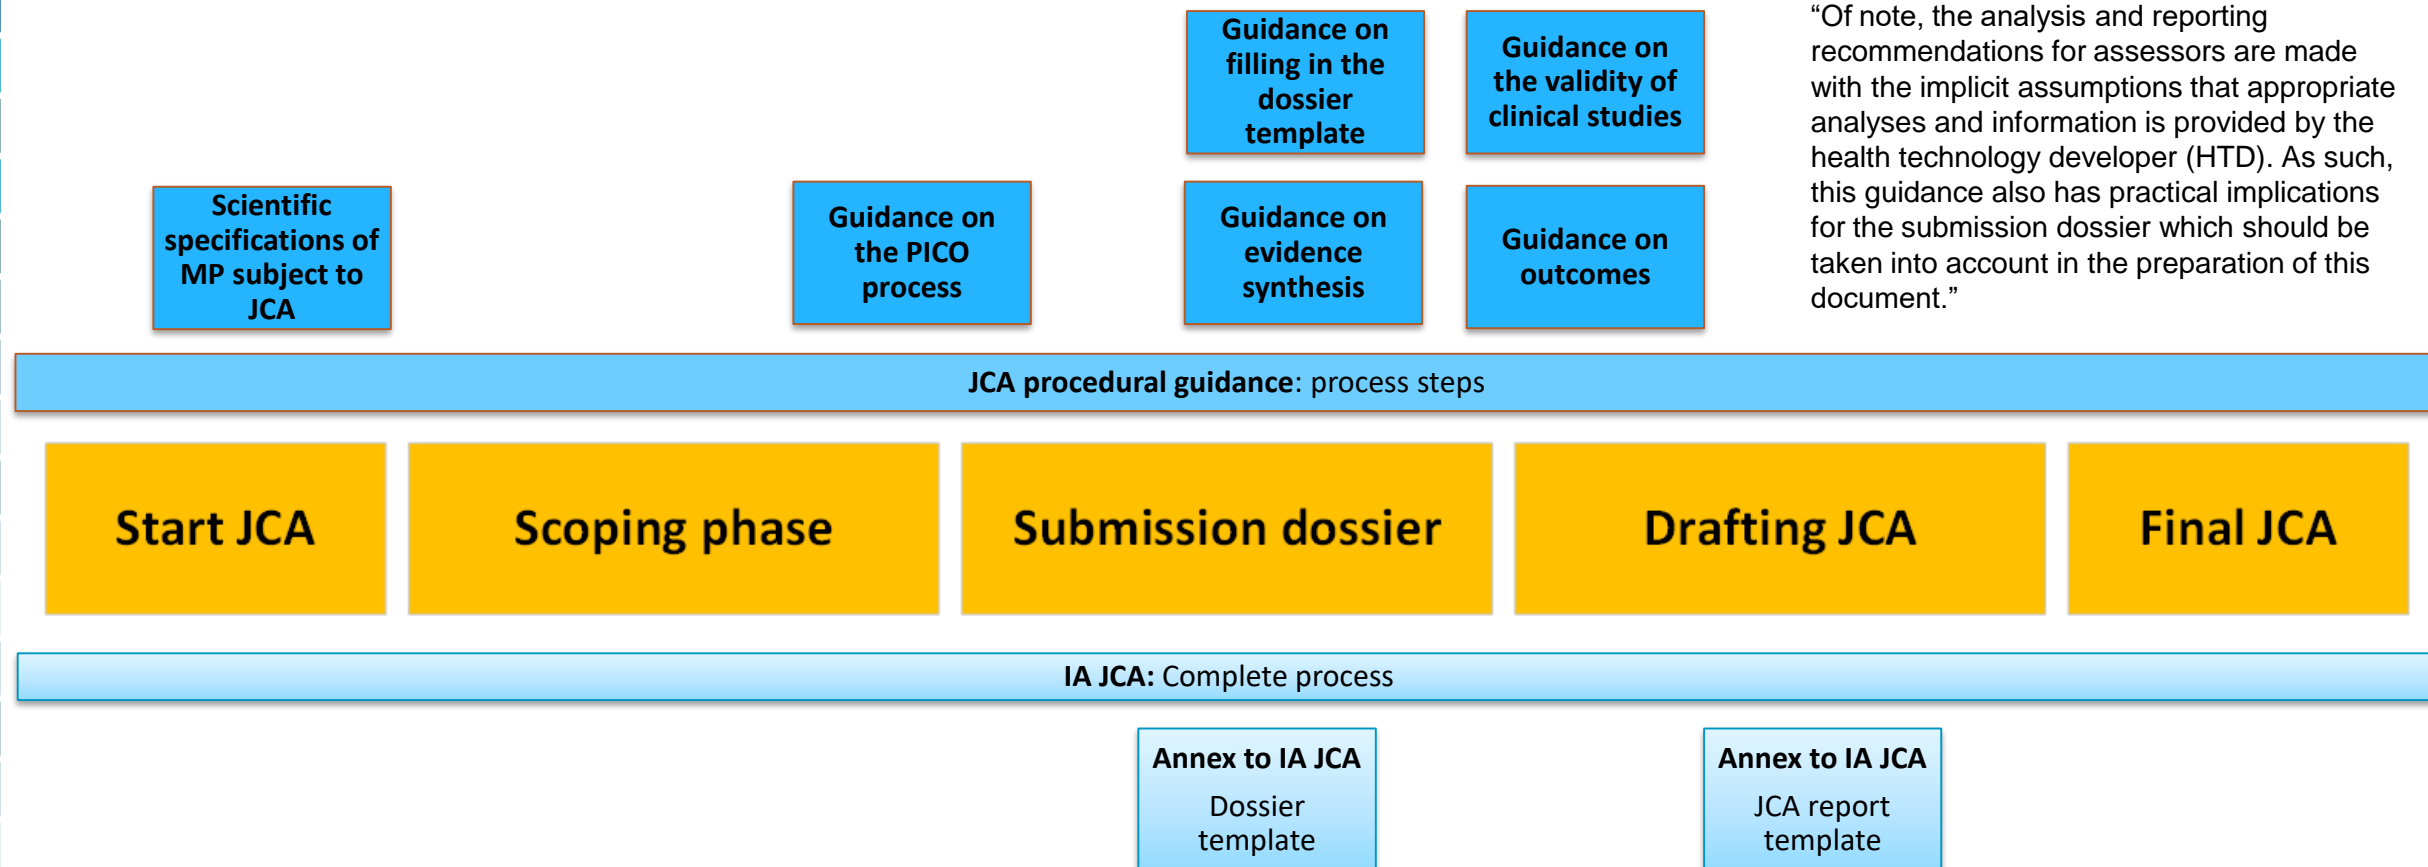 Guidance on
filling in the
dossier
template
Guidance on
the validity of
clinical studies
“Of note, the analysis and reporting
recommendations for assessors are made
with the implicit assumptions that appropriate
analyses and information is provided by the
health technology developer (HTD). As such,
this guidance also has practical implications
for the submission dossier which should be
taken into account in the preparation of this
document.”
Scientific
specifications of
MP subject to
JCA
Guidance on
the PICO
process
Guidance on
evidence
synthesis
Guidance on
outcomes
JCA procedural guidance: process steps
Start JCA
Scoping phase
Submission dossier
Drafting JCA
Final JCA
IA JCA: Complete process
Annex to IA JCA
Dossier
template
Annex to IA JCA
JCA report
template